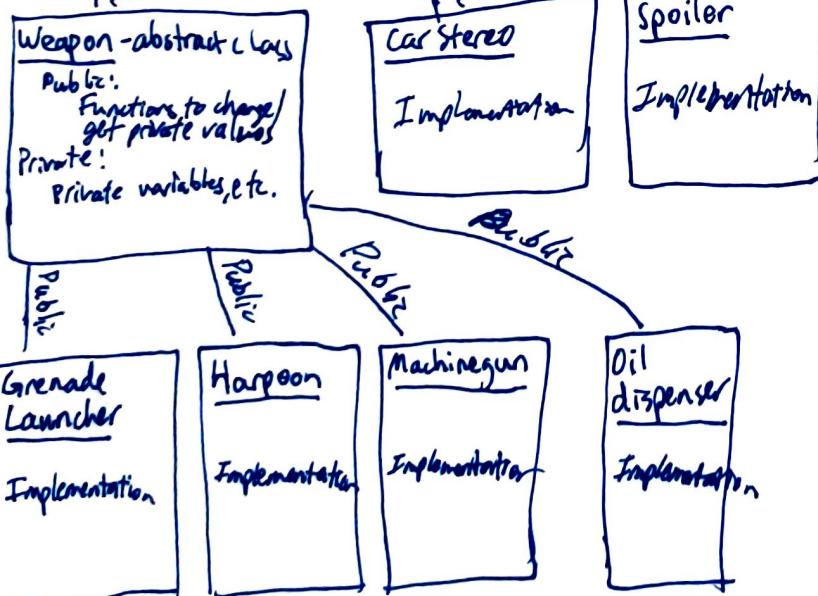 Weapon - abstract class
Public:
Functions to change/
get private values
Private:
Private variables, etc.
Car Stereo
Implementation
Spoiler
Implementation
Public
Public
Public
Public
Grenade
Launcher
Implementation
Harpoon
Implementation
Machinegun
Implementation
Oil
dispenser
Implementation